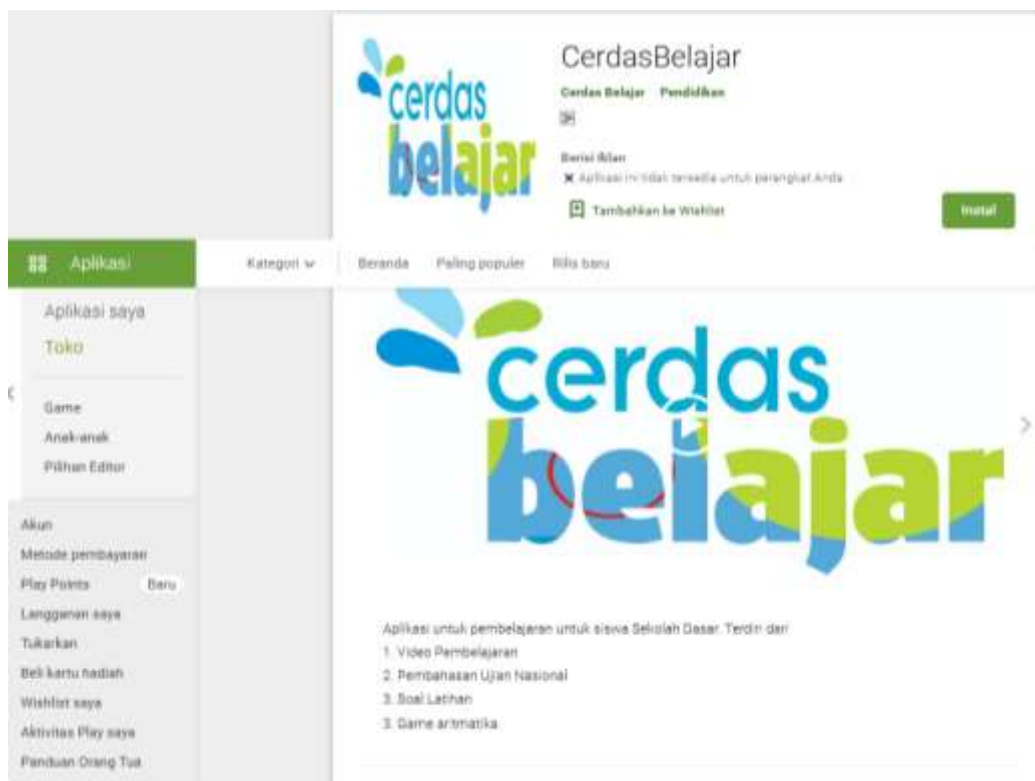 cerdas
belajar
CerdasBelajar
Cerdas Belajar Pendidikan
Berisi Iklan
Aplikasi ini tidak tersedia untuk perangkat Anda
Tambahkan ke Wishlist
Instal
Aplikasi
Kategori
Beranda
Paling populer
Rilis baru
Aplikasi saya
Toko
Game
Anak-anak
Pilihan Editor
Akun
Metode pembayaran
Play Points Baru
Langganan saya
Tukarkan
Beli kartu hadiah
Wishlist saya
Aktivitas Play saya
Panduan Orang Tua
cerdas
belajar
Aplikasi untuk pembelajaran untuk siswa Sekolah Dasar. Terdiri dari
1. Video Pembelajaran
2. Pembahasan Ujian Nasional
3. Soal Latihan
3. Game aritmatika